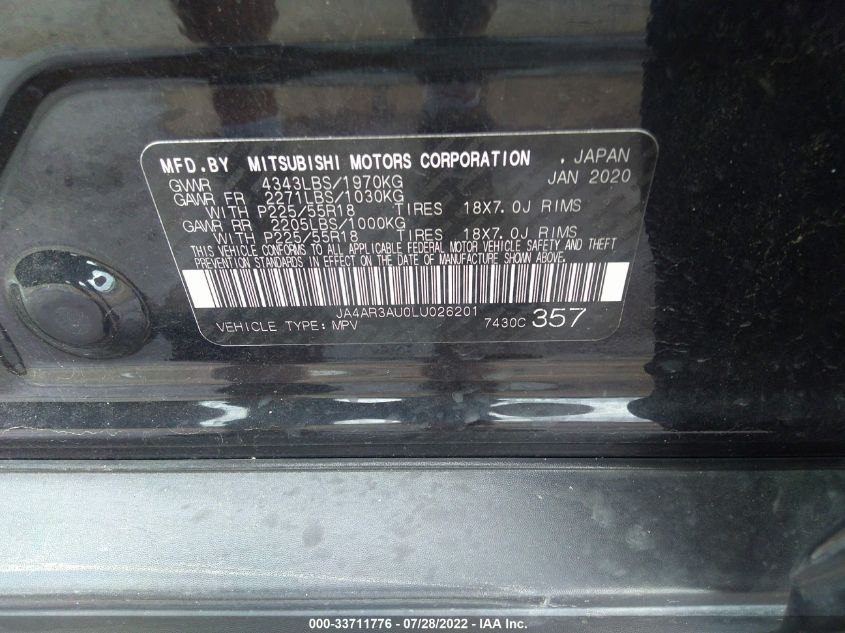 MFD.BY MITSUBISHI MOTORS CORPORATION . JAPAN
GVWR 4343LBS/1970KG JAN 2020
GAWR FR 2271LBS/1030KG
WITH P225/55R18 TIRES 18X7.0J RIMS
GAWR RR 2205LBS/1000KG
WITH P225/55R18 TIRES 18X7.0J RIMS
THIS VEHICLE CONFORMS TO ALL APPLICABLE FEDERAL MOTOR VEHICLE SAFETY AND THEFT
PREVENTION STANDARDS IN EFFECT ON THE DATE OF MANUFACTURE SHOWN ABOVE.
JA4AR3AU0LU026201
VEHICLE TYPE: MPV 7430C 357
000-33711776 - 07/28/2022 - IAA Inc.